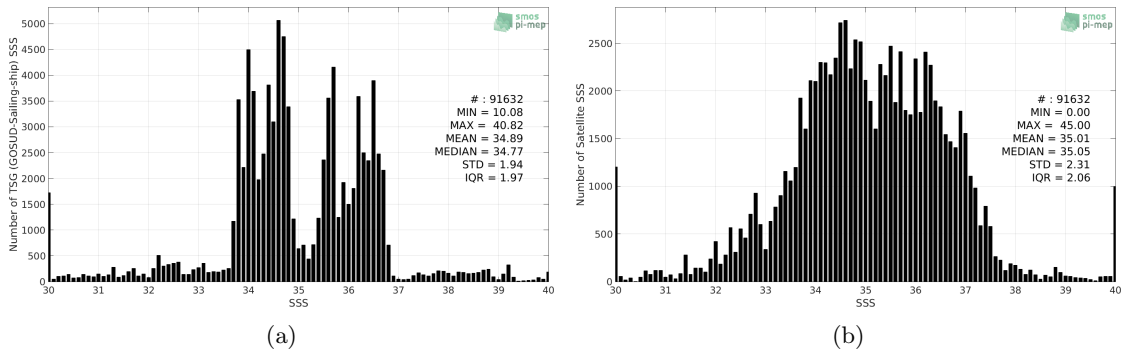 smos
pi-mep
Number of TSG (GOSUD-Sailing-ship) SSS
5000
4500
4000
3500
3000
2500
2000
1500
1000
500
0
# : 91632
MIN = 10.08
MAX = 40.82
MEAN = 34.89
MEDIAN = 34.77
STD = 1.94
IQR = 1.97
30 31 32 33 34 35 36 37 38 39 40
SSS
(a)
smos
pi-mep
Number of Satellite SSS
2500
2000
1500
1000
500
0
# : 91632
MIN = 0.00
MAX = 45.00
MEAN = 35.01
MEDIAN = 35.05
STD = 2.31
IQR = 2.06
30 31 32 33 34 35 36 37 38 39 40
SSS
(b)